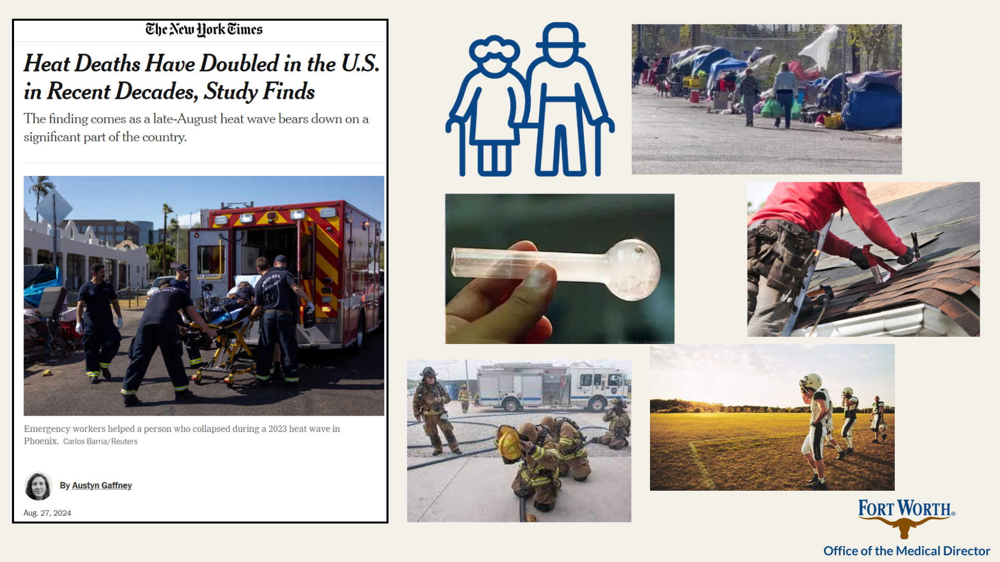 The New York Times
Heat Deaths Have Doubled in the U.S.
in Recent Decades, Study Finds
The finding comes as a late-August heat wave bears down on a
significant part of the country.
PHOENIX
Emergency workers helped a person who collapsed during a 2023 heat wave in
Phoenix. Carlos Barria/Reuters
By Austyn Gaffney
Aug. 27, 2024
FORT WORTH®
Office of the Medical Director